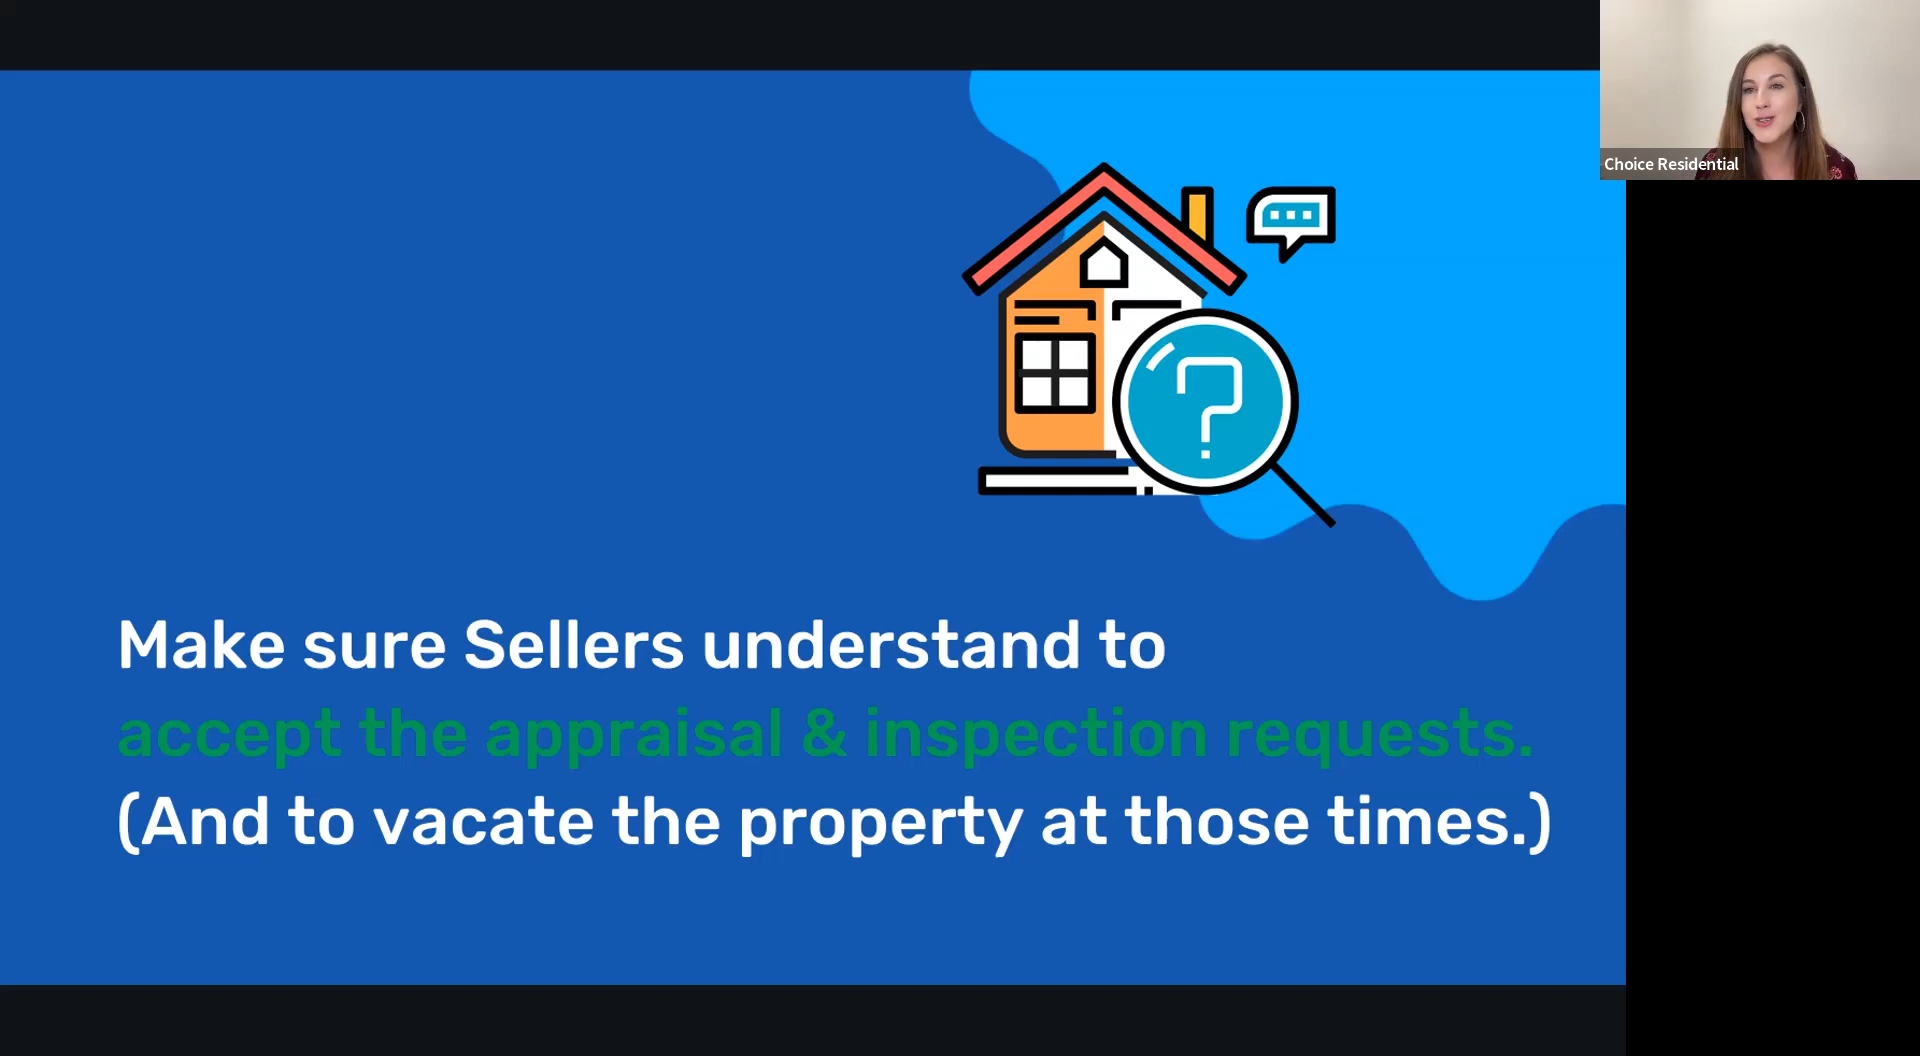 Choice Residential
?
Make sure Sellers understand to
accept the appraisal & inspection requests.
(And to vacate the property at those times.)